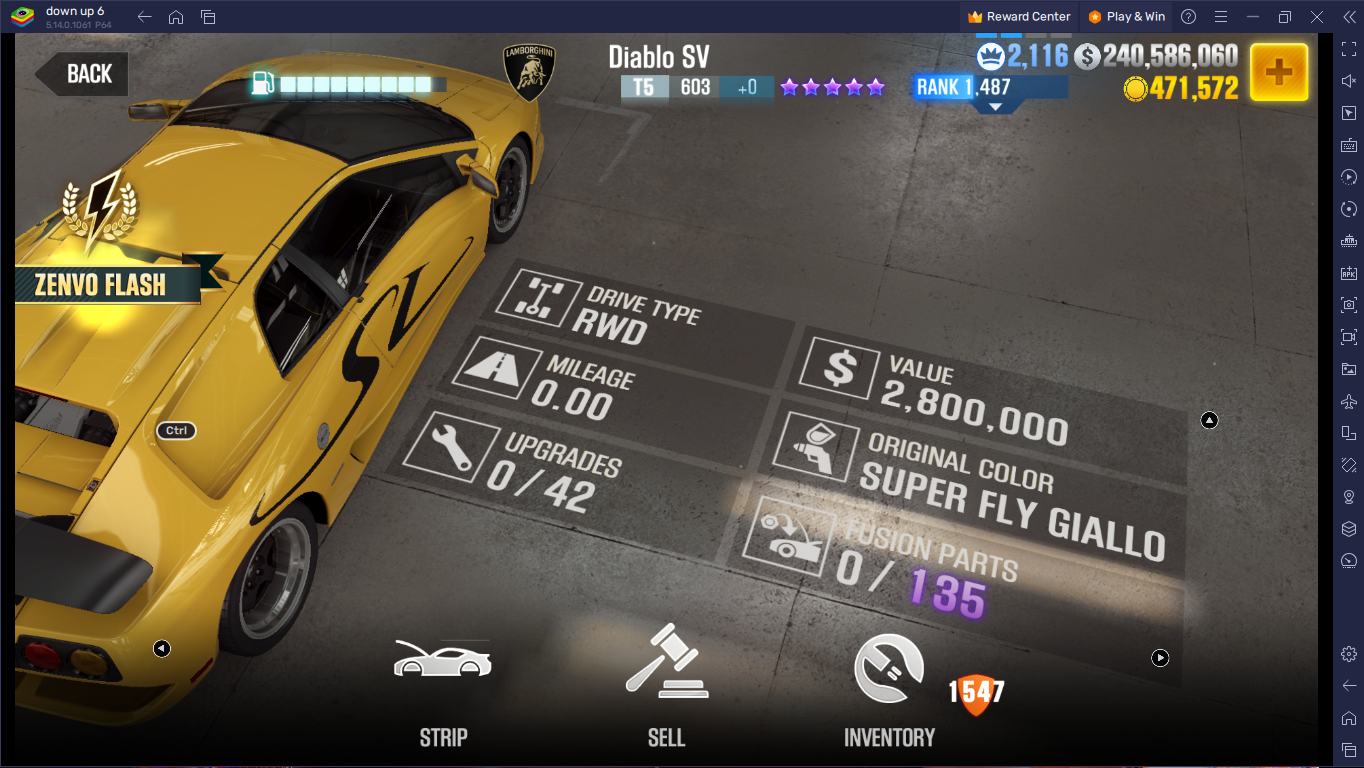 down up 6
5.14.0.1061 P64
Reward Center
Play & Win
BACK
LAMBORGHINI
Diablo SV
T5 603 +0
2,116
240,586,060
RANK 1,487
471,572
ZENVO FLASH
SV
Ctrl
DRIVE TYPE
RWD
MILEAGE
0.00
UPGRADES
0 / 42
VALUE
2,800,000
ORIGINAL COLOR
SUPER FLY GIALLO
FUSION PARTS
0 / 135
STRIP
SELL
INVENTORY
1547
APK